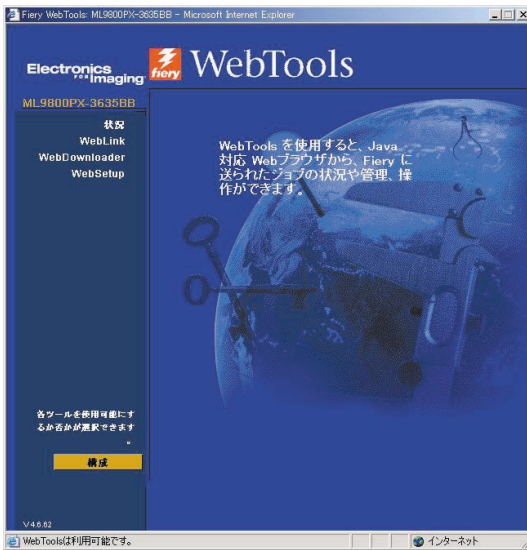 Fiery WebTools: ML9800PX-3635BB - Microsoft Internet Explorer
Electronics
FOR Imaging
fiery
WebTools
ML9800PX-3635BB
状況
WebLink
WebDownloader
WebSetup
WebTools を使用すると、Java
対応 Webブラウザから、Fiery に
送られたジョブの状況や管理、操
作ができます。
各ツールを使用可能にす
るか否かが選択できます
。
構成
V4.6.62
WebToolsは利用可能です。
インターネット